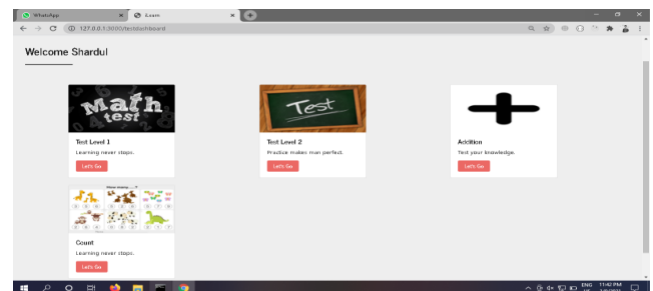 WhatsApp
Exam
127.0.0.1:3000/testdashboard
Welcome Shardul
Math
test
Test
Test Level 1
Learning never stops.
Let's Go
Test Level 2
Practice makes man perfect.
Let's Go
Addition
Test your knowledge.
Let's Go
Count
Learning never stops.
Let's Go
ENG
11:42 PM